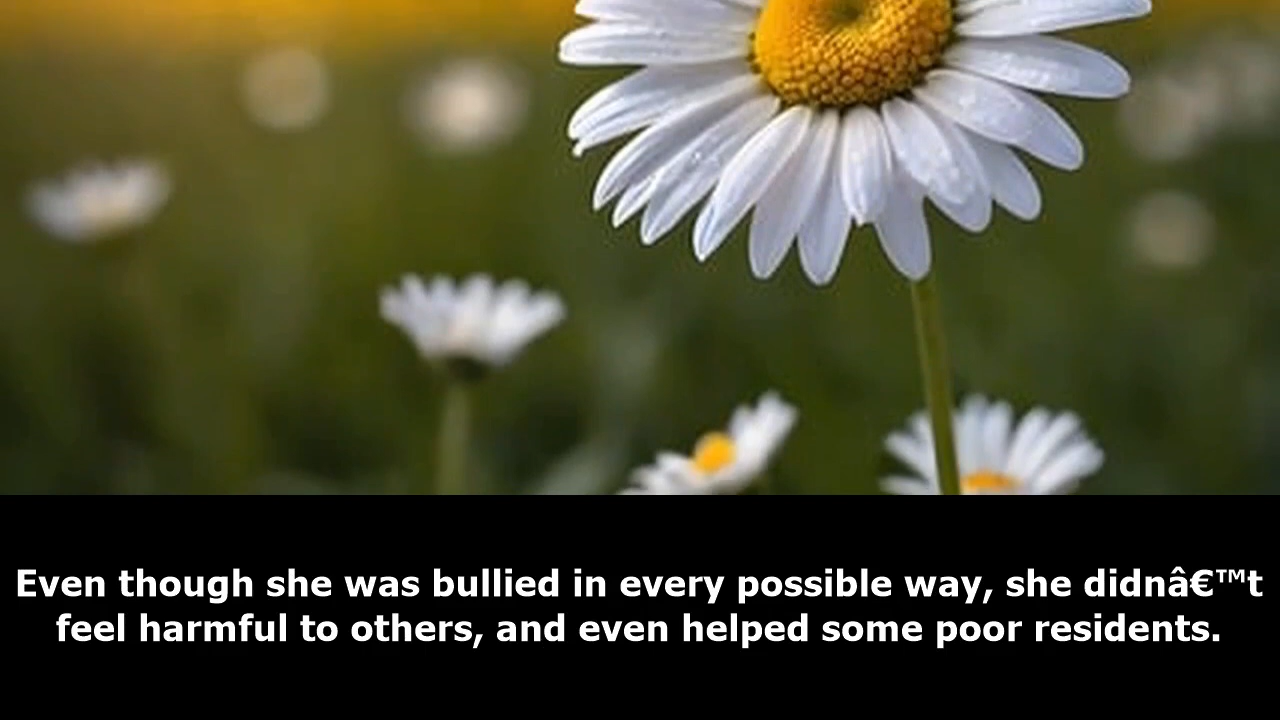 Even though she was bullied in every possible way, she didnâ€™t
feel harmful to others, and even helped some poor residents.